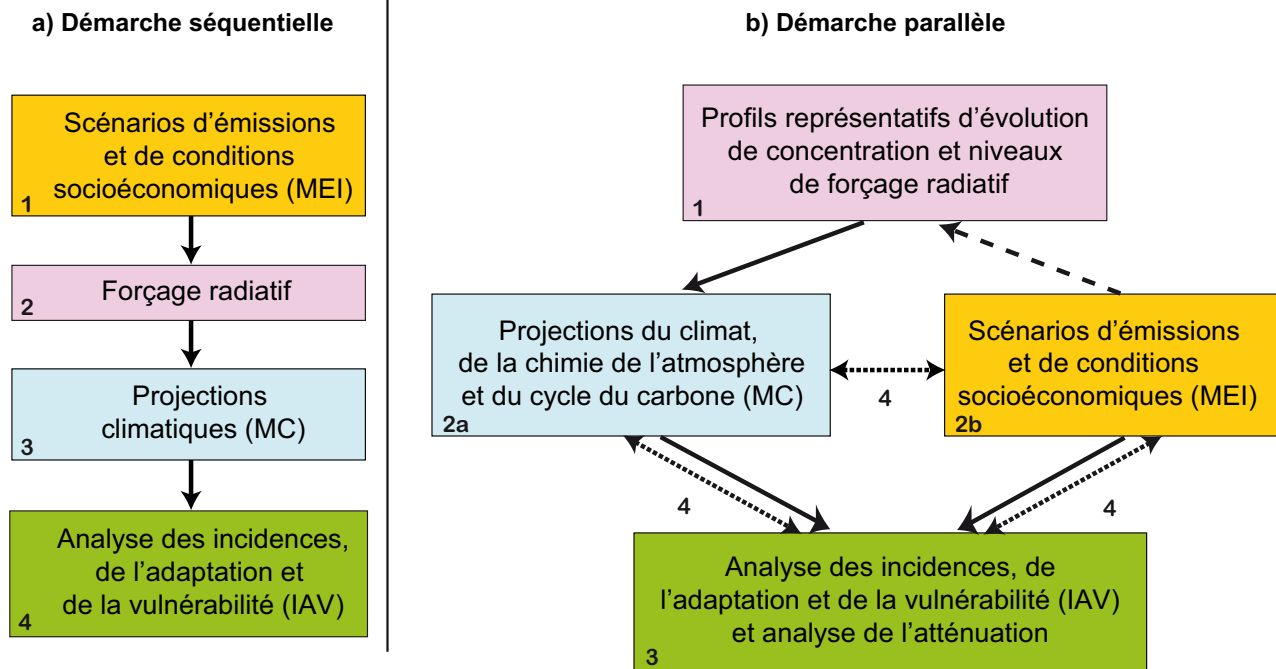 a) Démarche séquentielle
Scénarios d'émissions
et de conditions
socioéconomiques (MEI)
1
Forçage radiatif
2
Projections
climatiques (MC)
3
Analyse des incidences,
de l'adaptation et
de la vulnérabilité (IAV)
4
b) Démarche parallèle
Profils représentatifs d'évolution
de concentration et niveaux
de forçage radiatif
1
Projections du climat,
de la chimie de l'atmosphère
et du cycle du carbone (MC)
2a
4
Scénarios d'émissions
et de conditions
socioéconomiques (MEI)
2b
4
4
Analyse des incidences, de
l'adaptation et de la vulnérabilité (IAV)
et analyse de l'atténuation
3